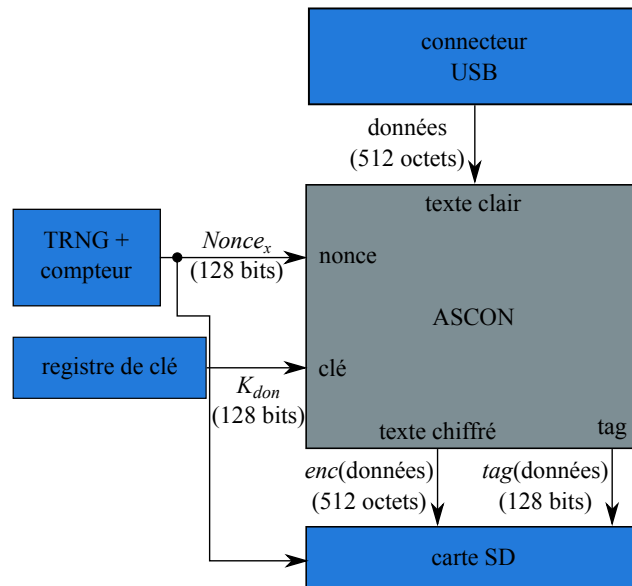 connecteur
USB
données
(512 octets)
texte clair
TRNG +
compteur
Nonceₓ
(128 bits)
nonce
ASCON
registre de clé
clé
K_don
(128 bits)
texte chiffré
tag
enc(données)
(512 octets)
tag(données)
(128 bits)
carte SD